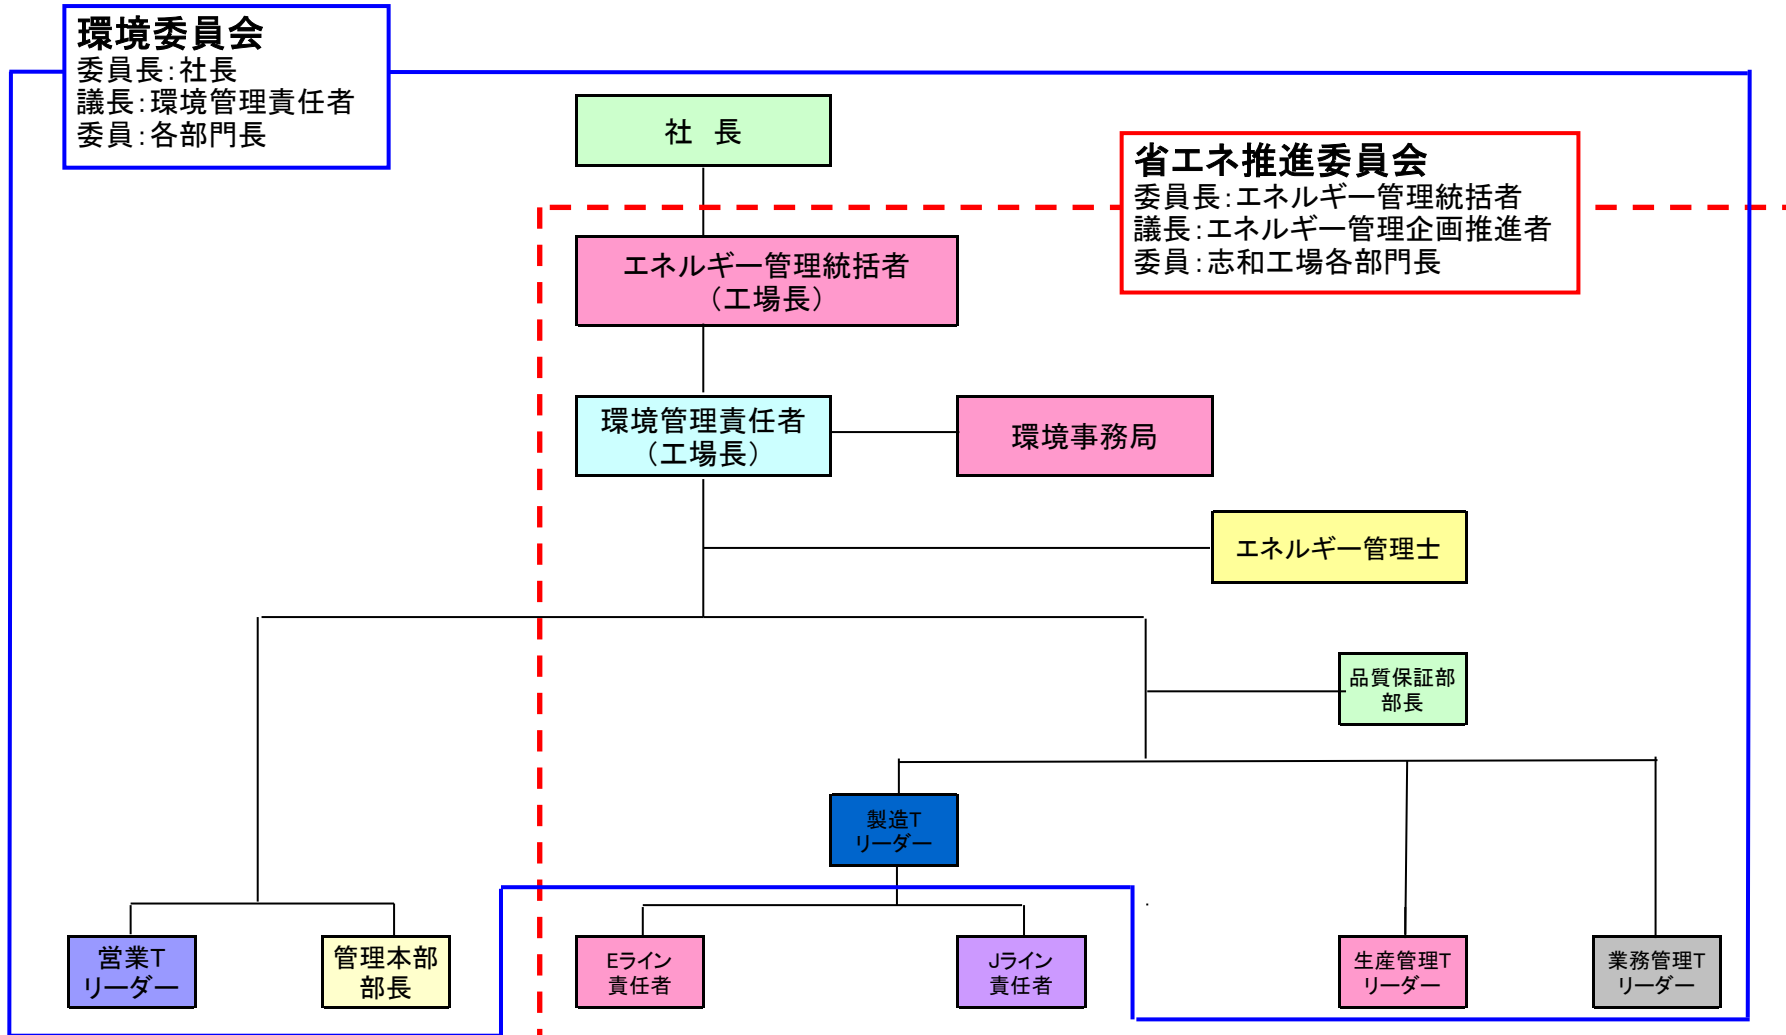 環境委員会
委員長：社長
議長：環境管理責任者
委員：各部門長
社　長
省エネ推進委員会
委員長：エネルギー管理統括者
議長：エネルギー管理企画推進者
委員：志和工場各部門長
エネルギー管理統括者
（工場長）
環境管理責任者
（工場長）
環境事務局
エネルギー管理士
品質保証部
部長
製造T
リーダー
営業T
リーダー
管理本部
部長
Eライン
責任者
Jライン
責任者
生産管理T
リーダー
業務管理T
リーダー